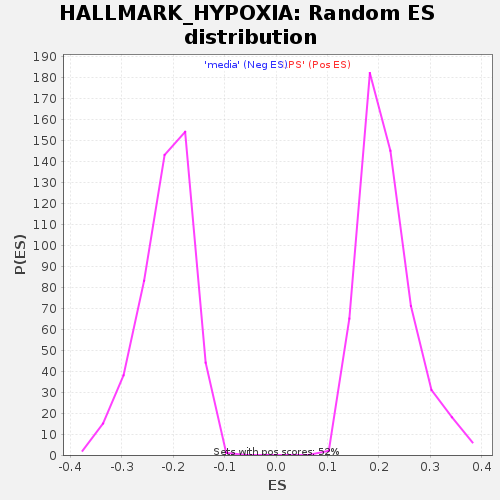 HALLMARK_HYPOXIA: Random ES
distribution
'media' (Neg ES)PS' (Pos ES)
190
180
170
160
150
140
130
120
110
100
90
80
70
60
50
40
30
20
10
0
P(ES)
Sets with pos scores: 52%
-0.4 -0.3 -0.2 -0.1 0.0 0.1 0.2 0.3 0.4
ES